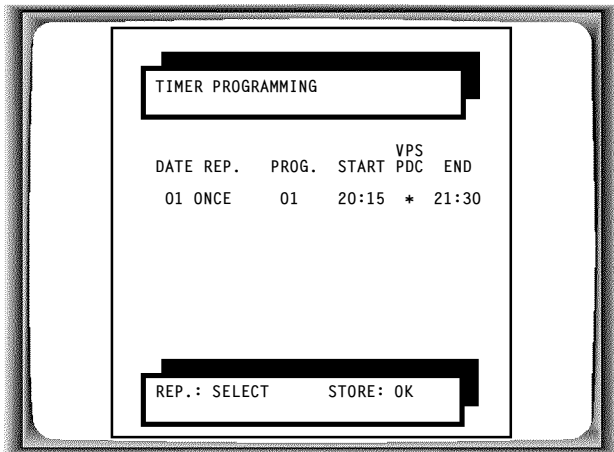 TIMER PROGRAMMING
VPS
DATE REP. PROG. START PDC END
01 ONCE 01 20:15 * 21:30
REP.: SELECT STORE: OK